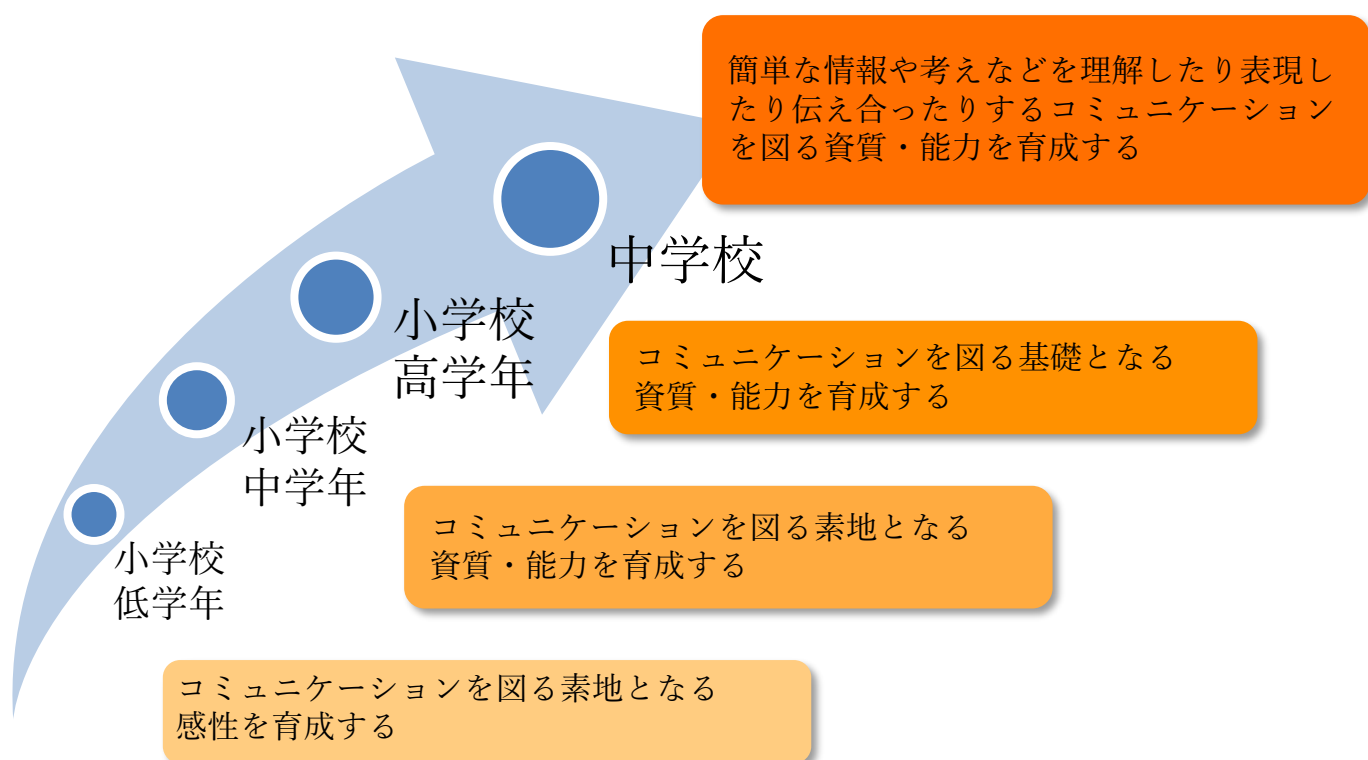 簡単な情報や考えなどを理解したり表現し
たり伝え合ったりするコミュニケーション
を図る資質・能力を育成する
中学校
小学校
高学年
コミュニケーションを図る基礎となる
資質・能力を育成する
小学校
中学年
コミュニケーションを図る素地となる
資質・能力を育成する
小学校
低学年
コミュニケーションを図る素地となる
感性を育成する